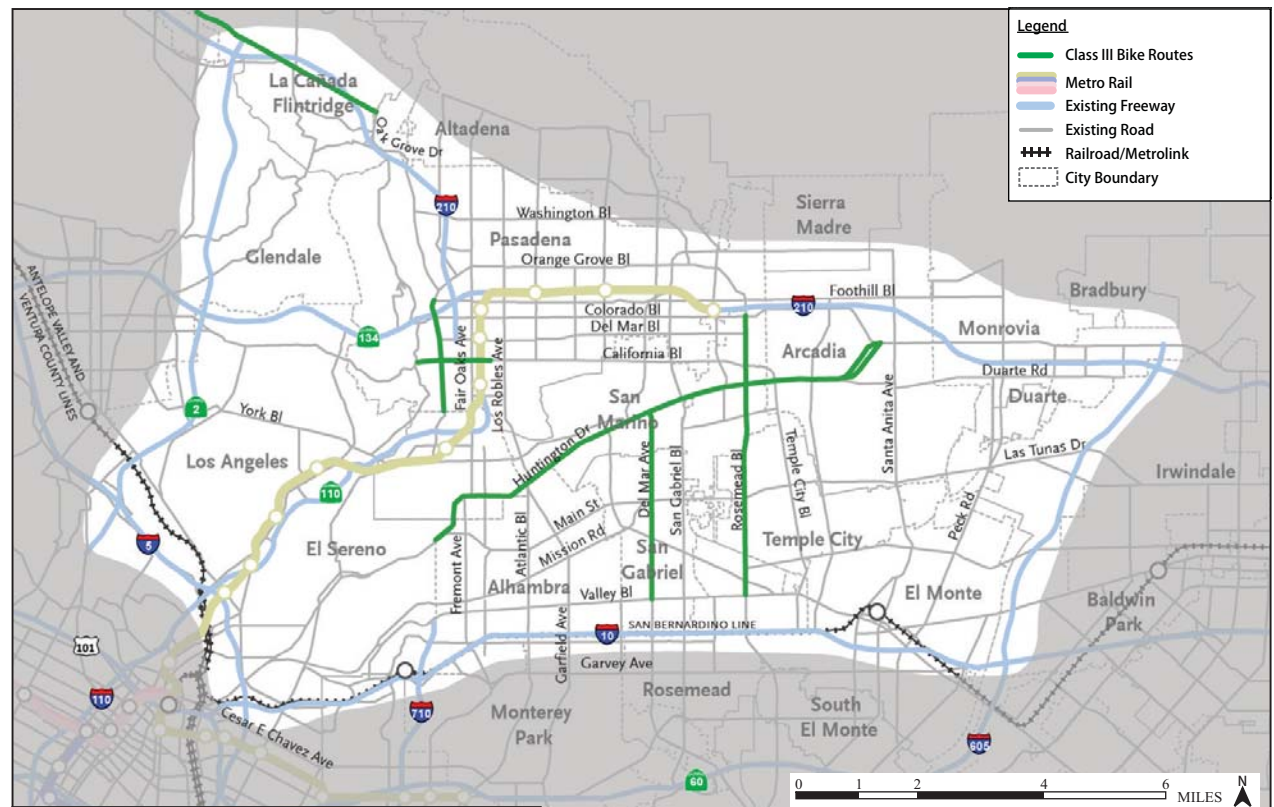 Legend
Class III Bike Routes
Metro Rail
Existing Freeway
Existing Road
Railroad/Metrolink
City Boundary
La Cañada
Flintridge
Oak Grove Dr
Altadena
210
Washington Bl
Sierra
Madre
Pasadena
Glendale
Orange Grove Bl
ANTELOPE VALLEY AND
VENTURA COUNTY LINES
Foothill Bl
Bradbury
210
Colorado Bl
Del Mar Bl
134
Monrovia
California Bl
Arcadia
Fair Oaks Ave
Los Robles Ave
Duarte Rd
Duarte
2
York Bl
San
Marino
Santa Anita Ave
Huntington Dr
Las Tunas Dr
Los Angeles
Del Mar Ave
San Gabriel Bl
Rosemead Bl
Temple City Bl
Irwindale
110
Main St
Mission Rd
Peck Rd
5
El Sereno
Fremont Ave
Atlantic Bl
San
Gabriel
Temple City
Alhambra
Valley Bl
El Monte
Baldwin
Park
SAN BERNARDINO LINE
10
101
Garfield Ave
Garvey Ave
110
Rosemead
710
Monterey
Park
South
El Monte
Cesar E Chavez Ave
605
60
0 1 2 4 6
MILES
N